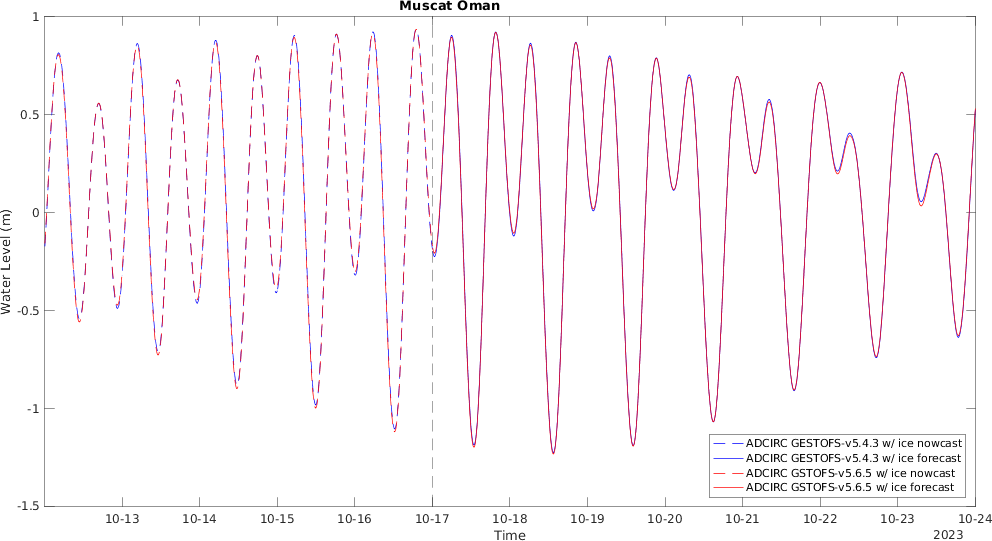 Muscat Oman
1
0.5
0
-0.5
-1
-1.5
Water Level (m)
10-13 10-14 10-15 10-16 10-17 10-18 10-19 10-20 10-21 10-22 10-23 10-24
2023
Time
ADCIRC GESTOFS-v5.4.3 w/ ice nowcast
ADCIRC GESTOFS-v5.4.3 w/ ice forecast
ADCIRC GSTOFS-v5.6.5 w/ ice nowcast
ADCIRC GSTOFS-v5.6.5 w/ ice forecast